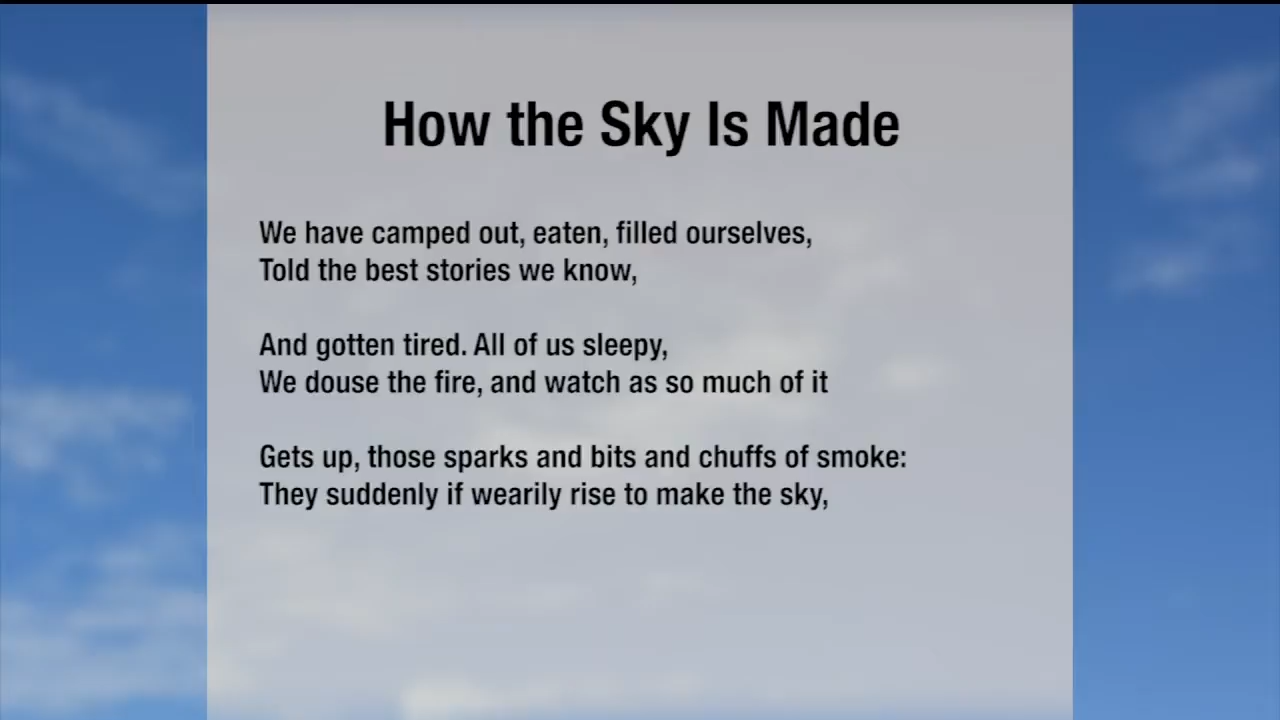 How the Sky Is Made
We have camped out, eaten, filled ourselves,
Told the best stories we know,
And gotten tired. All of us sleepy,
We douse the fire, and watch as so much of it
Gets up, those sparks and bits and chuffs of smoke:
They suddenly if wearily rise to make the sky,